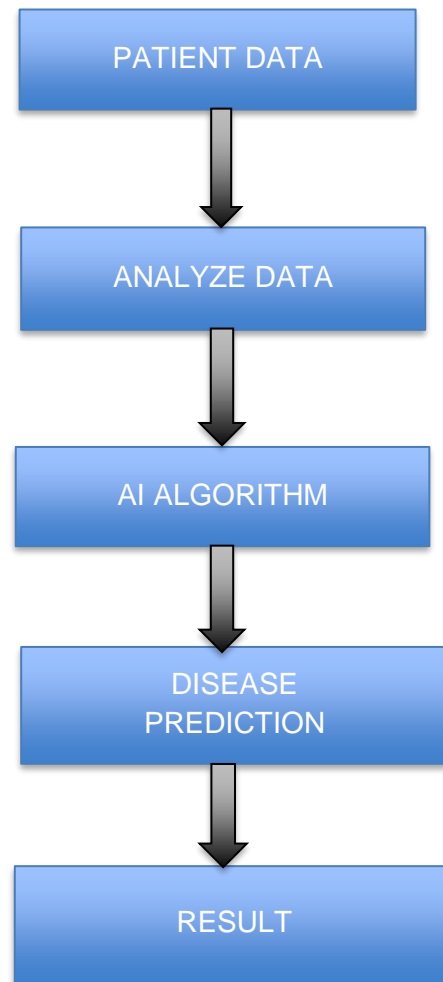 PATIENT DATA
ANALYZE DATA
AI ALGORITHM
DISEASE
PREDICTION
RESULT